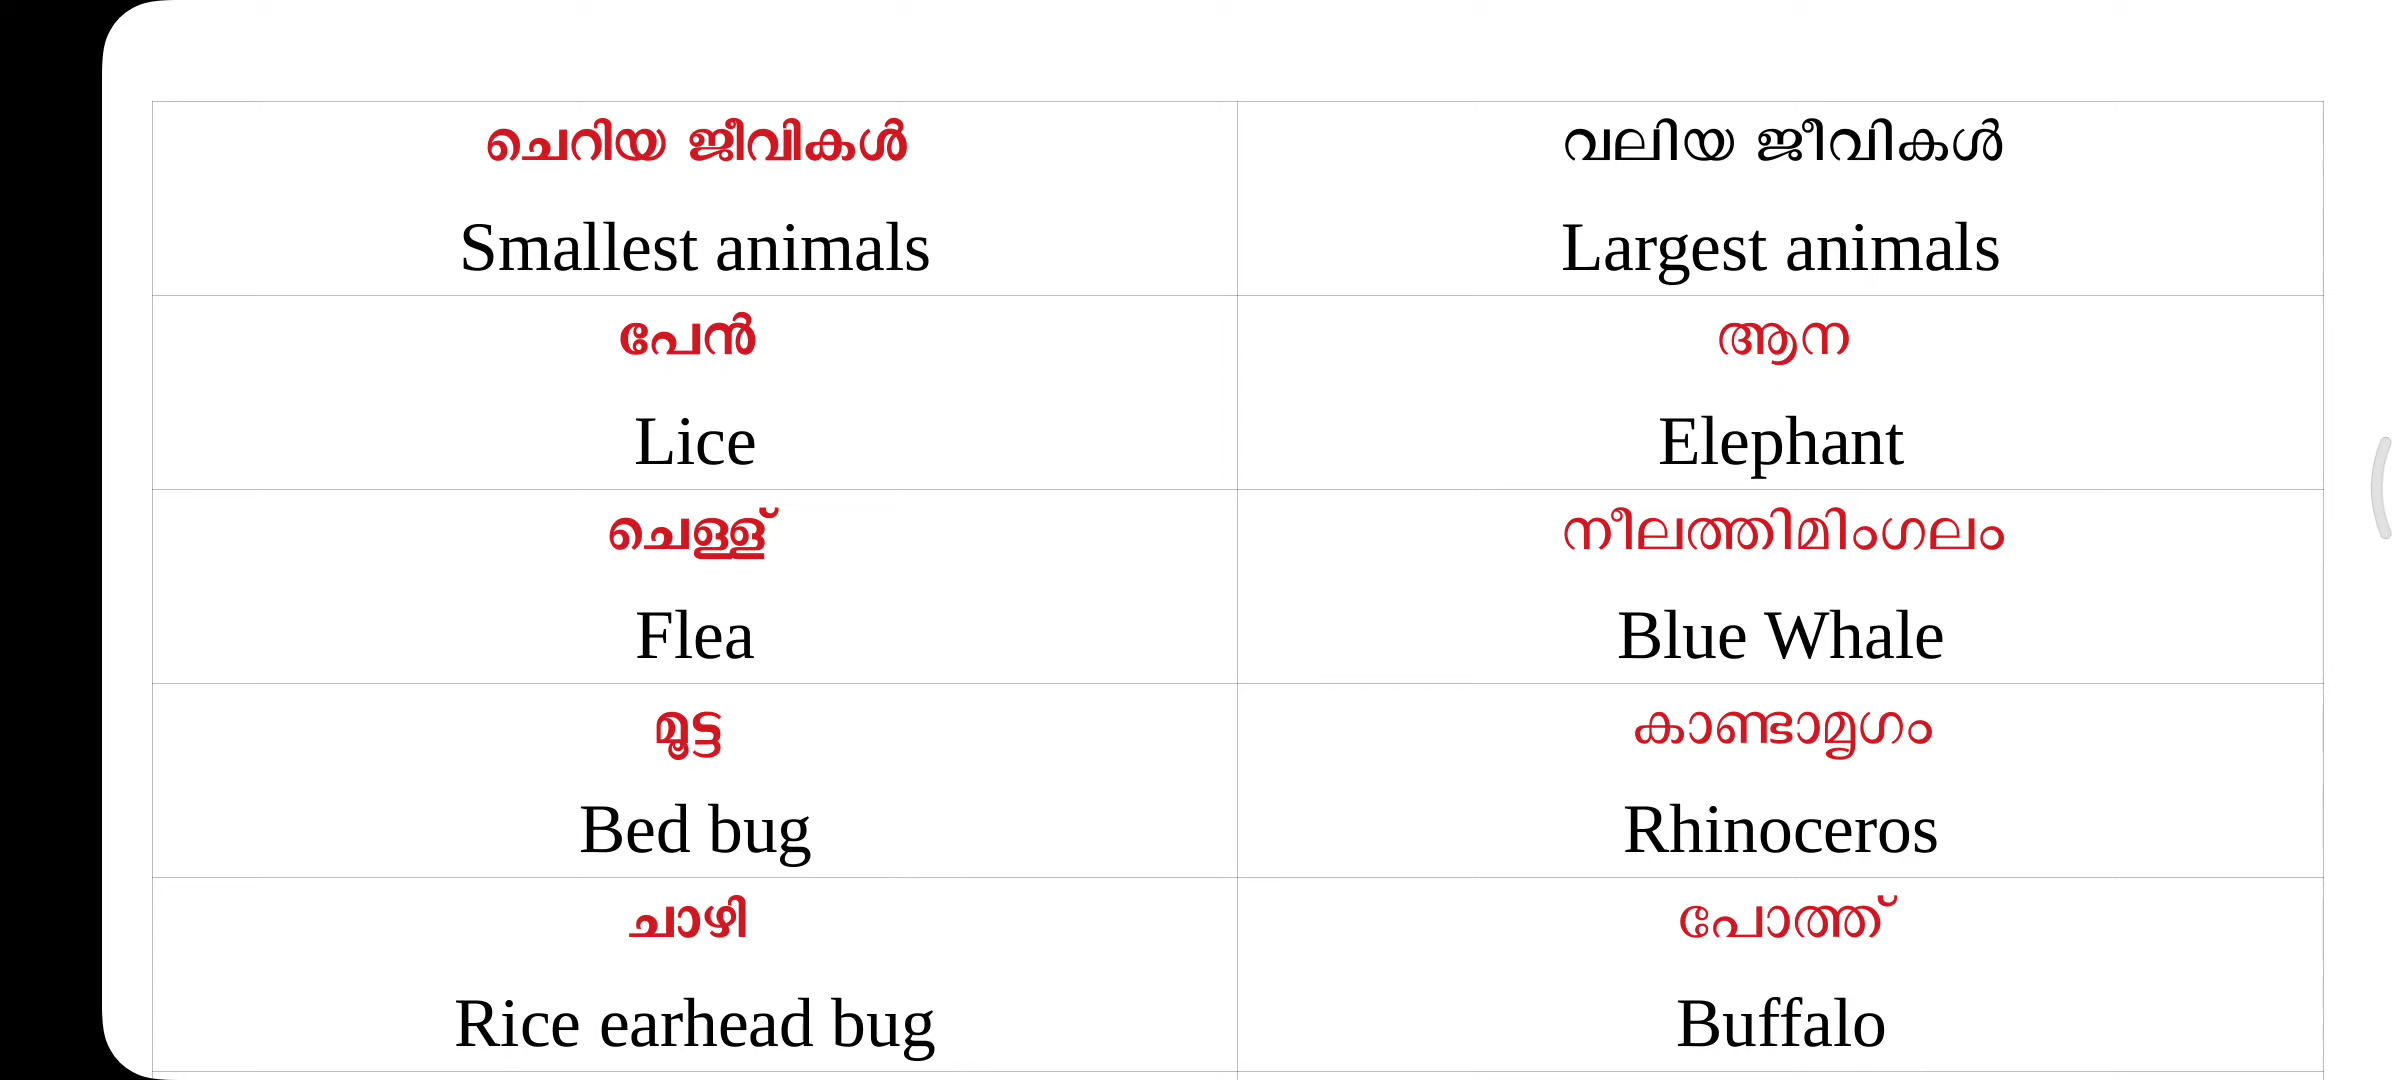 ചെറിയ ജീവികൾ
Smallest animals
വലിയ ജീവികൾ
Largest animals
പേൻ
Lice
ആന
Elephant
ചെള്ള്
Flea
നീലത്തിമിംഗലം
Blue Whale
മൂട്ട
Bed bug
കാണ്ടാമൃഗം
Rhinoceros
ചാഴി
Rice earhead bug
പോത്ത്
Buffalo